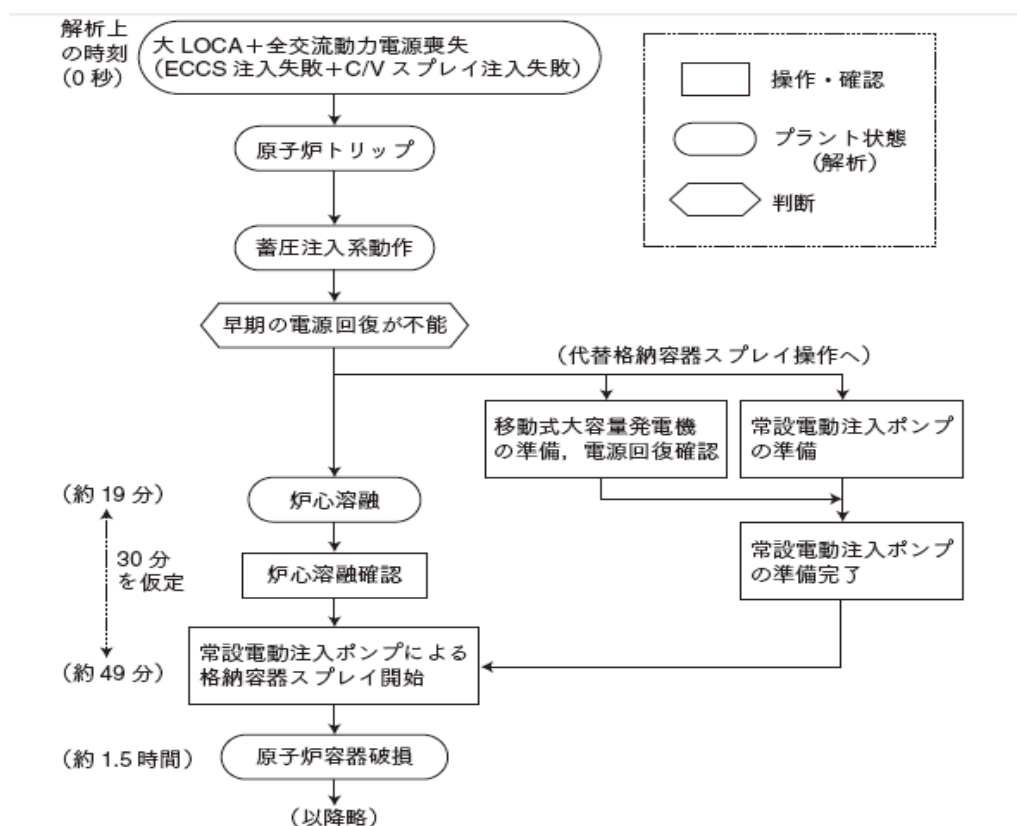 解析上
の時刻
(0 秒)
大 LOCA＋全交流動力電源喪失
(ECCS 注入失敗＋C/V スプレイ注入失敗)
操作・確認
プラント状態
(解析)
判断
原子炉トリップ
蓄圧注入系動作
早期の電源回復が不能
(代替格納容器スプレイ操作へ)
移動式大容量発電機
の準備，電源回復確認
常設電動注入ポンプ
の準備
(約 19 分)
炉心溶融
30 分
を仮定
炉心溶融確認
常設電動注入ポンプ
の準備完了
(約 49 分)
常設電動注入ポンプによる
格納容器スプレイ開始
(約 1.5 時間)
原子炉容器破損
(以降略)